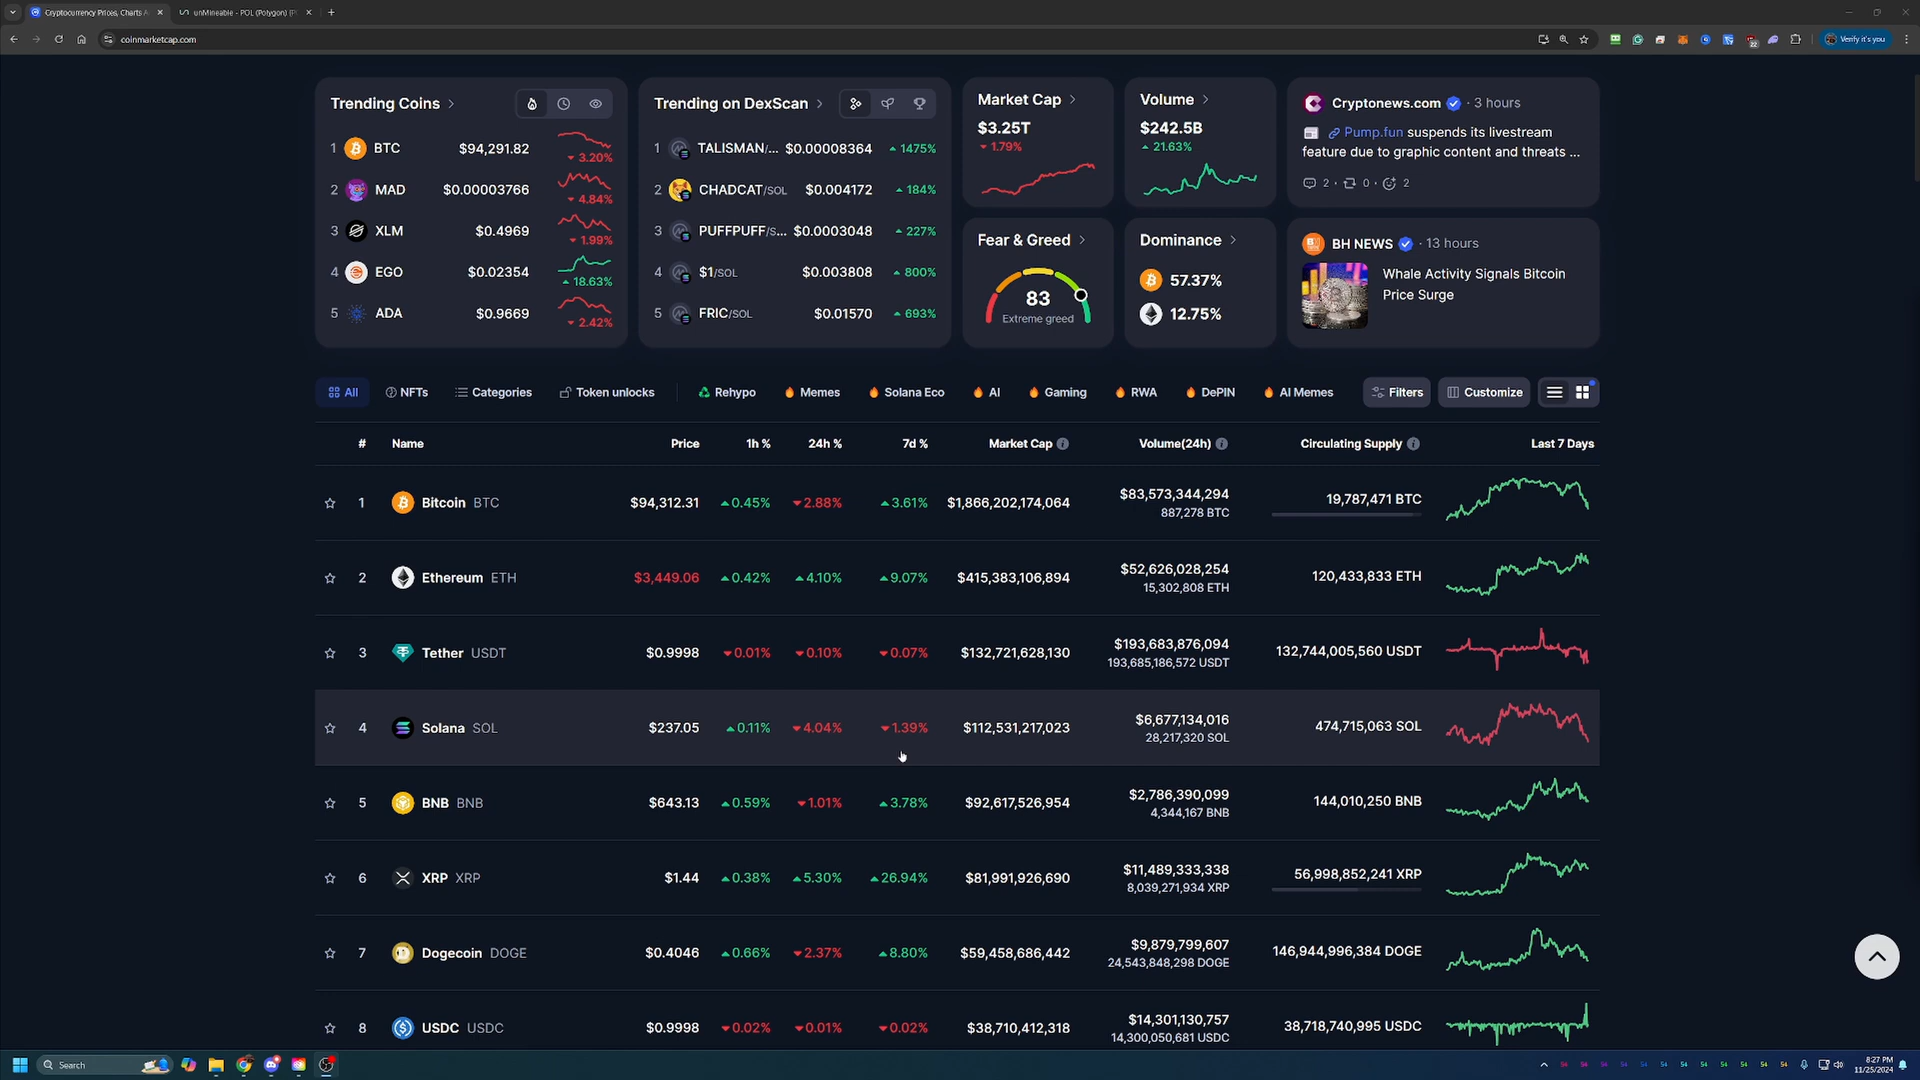 Cryptocurrency Prices, Charts A
unMineable - POL (Polygon) (P
coinmarketcap.com
22
Verify it's you
Trending Coins
1 BTC $94,291.82 3.20%
2 MAD $0.00003766 4.84%
3 XLM $0.4969 1.99%
4 EGO $0.02354 18.63%
5 ADA $0.9669 2.42%
Trending on DexScan
1 TALISMAN/... $0.00008364 1475%
2 CHADCAT/SOL $0.004172 184%
3 PUFFPUFF/S... $0.0003048 227%
4 $1/SOL $0.003808 800%
5 FRIC/SOL $0.01570 693%
Market Cap
$3.25T
1.79%
Volume
$242.5B
21.63%
Fear & Greed
83
Extreme greed
Dominance
57.37%
12.75%
Cryptonews.com · 3 hours
Pump.fun suspends its livestream
feature due to graphic content and threats ...
2 · 0 · 2
BH NEWS · 13 hours
Whale Activity Signals Bitcoin
Price Surge
All NFTs Categories Token unlocks Rehypo Memes Solana Eco AI Gaming RWA DePIN AI Memes Filters Customize
# Name Price 1h % 24h % 7d % Market Cap Volume(24h) Circulating Supply Last 7 Days
1 Bitcoin BTC $94,312.31 0.45% 2.88% 3.61% $1,866,202,174,064 $83,573,344,294 19,787,471 BTC
887,278 BTC
2 Ethereum ETH $3,449.06 0.42% 4.10% 9.07% $415,383,106,894 $52,626,028,254 120,433,833 ETH
15,302,808 ETH
3 Tether USDT $0.9998 0.01% 0.10% 0.07% $132,721,628,130 $193,683,876,094 132,744,005,560 USDT
193,685,186,572 USDT
4 Solana SOL $237.05 0.11% 4.04% 1.39% $112,531,217,023 $6,677,134,016 474,715,063 SOL
28,217,320 SOL
5 BNB BNB $643.13 0.59% 1.01% 3.78% $92,617,526,954 $2,786,390,099 144,010,250 BNB
4,344,167 BNB
6 XRP XRP $1.44 0.38% 5.30% 26.94% $81,991,926,690 $11,489,333,338 56,998,852,241 XRP
8,039,271,934 XRP
7 Dogecoin DOGE $0.4046 0.66% 2.37% 8.80% $59,458,686,442 $9,879,799,607 146,944,996,384 DOGE
24,543,848,298 DOGE
8 USDC USDC $0.9998 0.02% 0.01% 0.02% $38,710,412,318 $14,301,130,757 38,718,740,995 USDC
14,300,050,681 USDC
Search
8:27 PM
11/25/2024